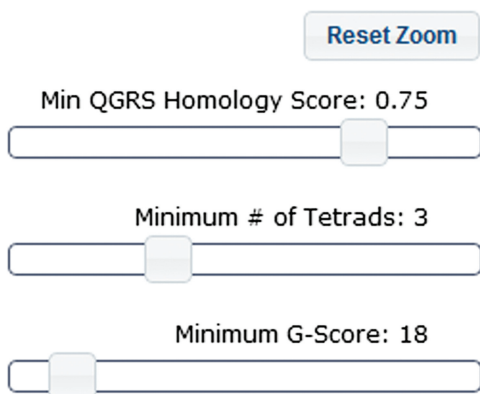 Reset Zoom
Min QGRS Homology Score: 0.75
Minimum # of Tetrads: 3
Minimum G-Score: 18